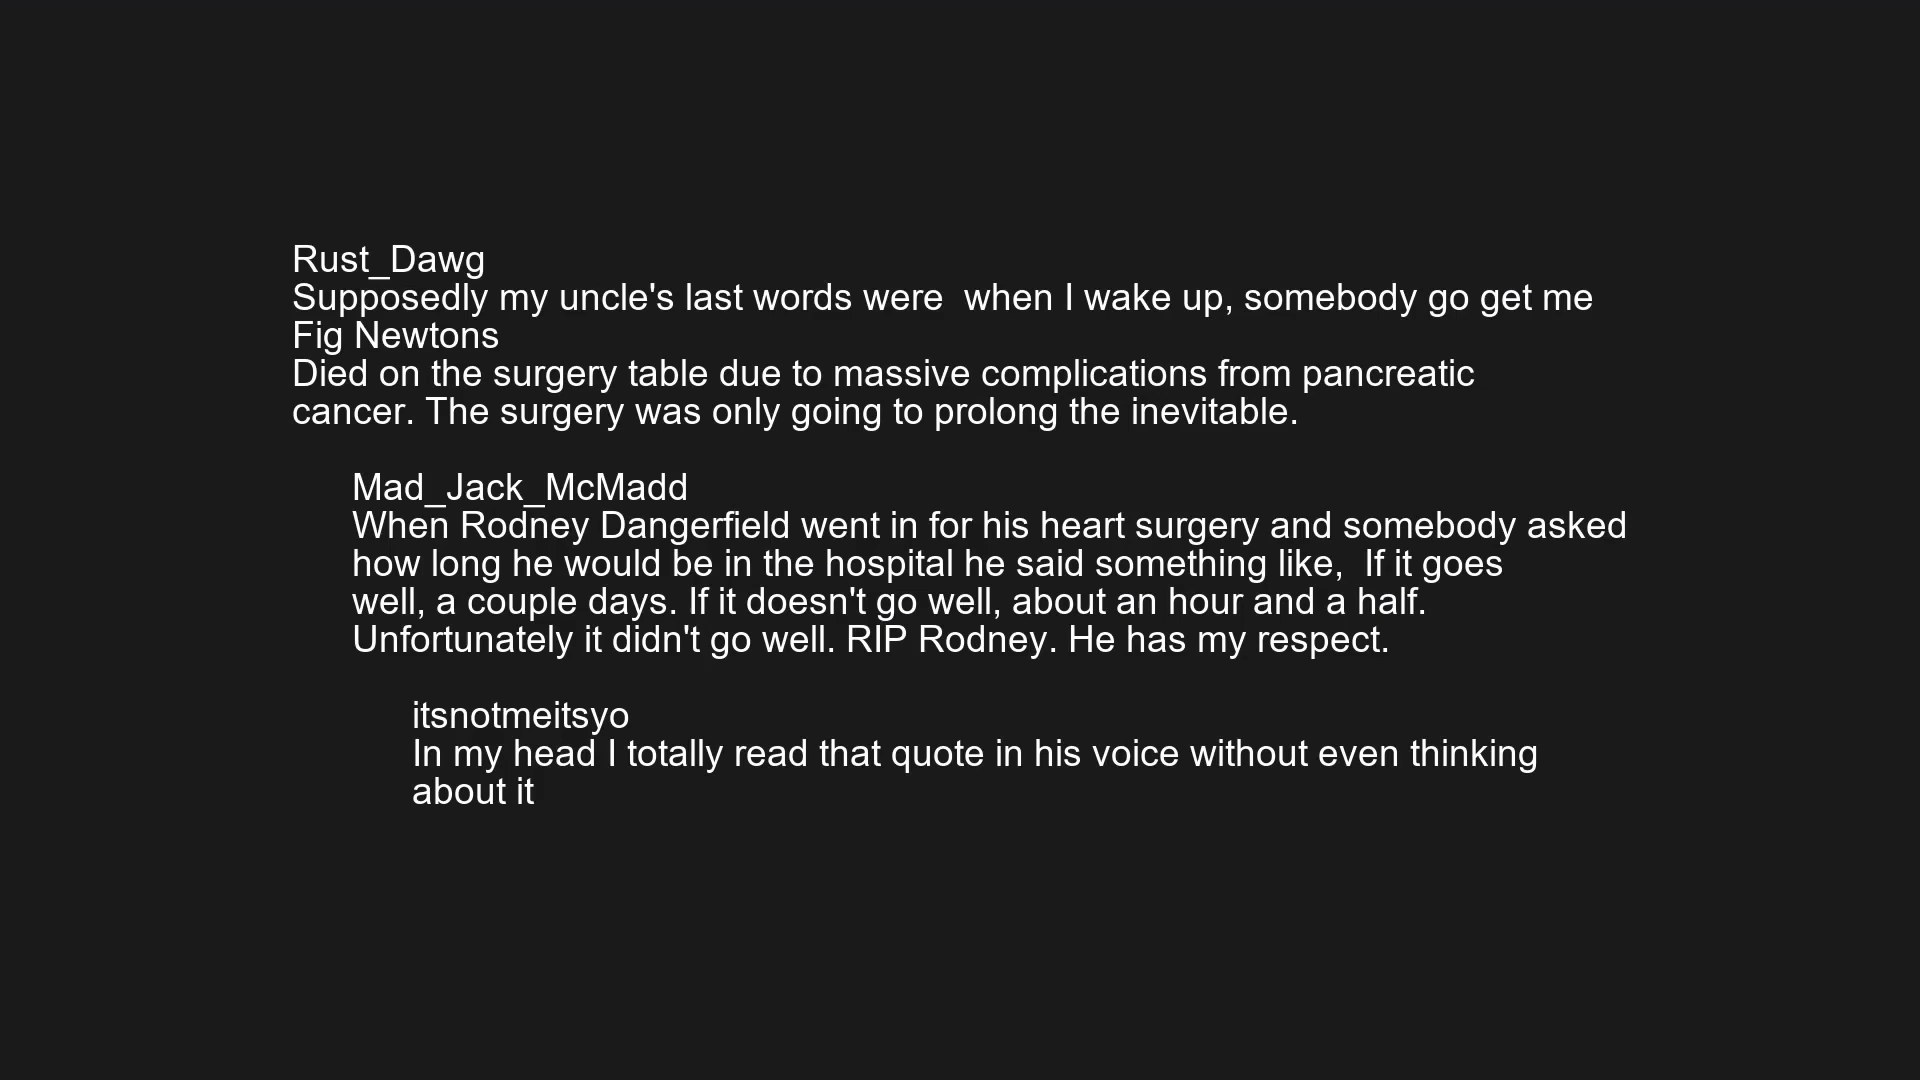 Rust_Dawg
Supposedly my uncle's last words were  when I wake up, somebody go get me
Fig Newtons
Died on the surgery table due to massive complications from pancreatic
cancer. The surgery was only going to prolong the inevitable.
Mad_Jack_McMadd
When Rodney Dangerfield went in for his heart surgery and somebody asked
how long he would be in the hospital he said something like,  If it goes
well, a couple days. If it doesn't go well, about an hour and a half.
Unfortunately it didn't go well. RIP Rodney. He has my respect.
itsnotmeitsyo
In my head I totally read that quote in his voice without even thinking
about it